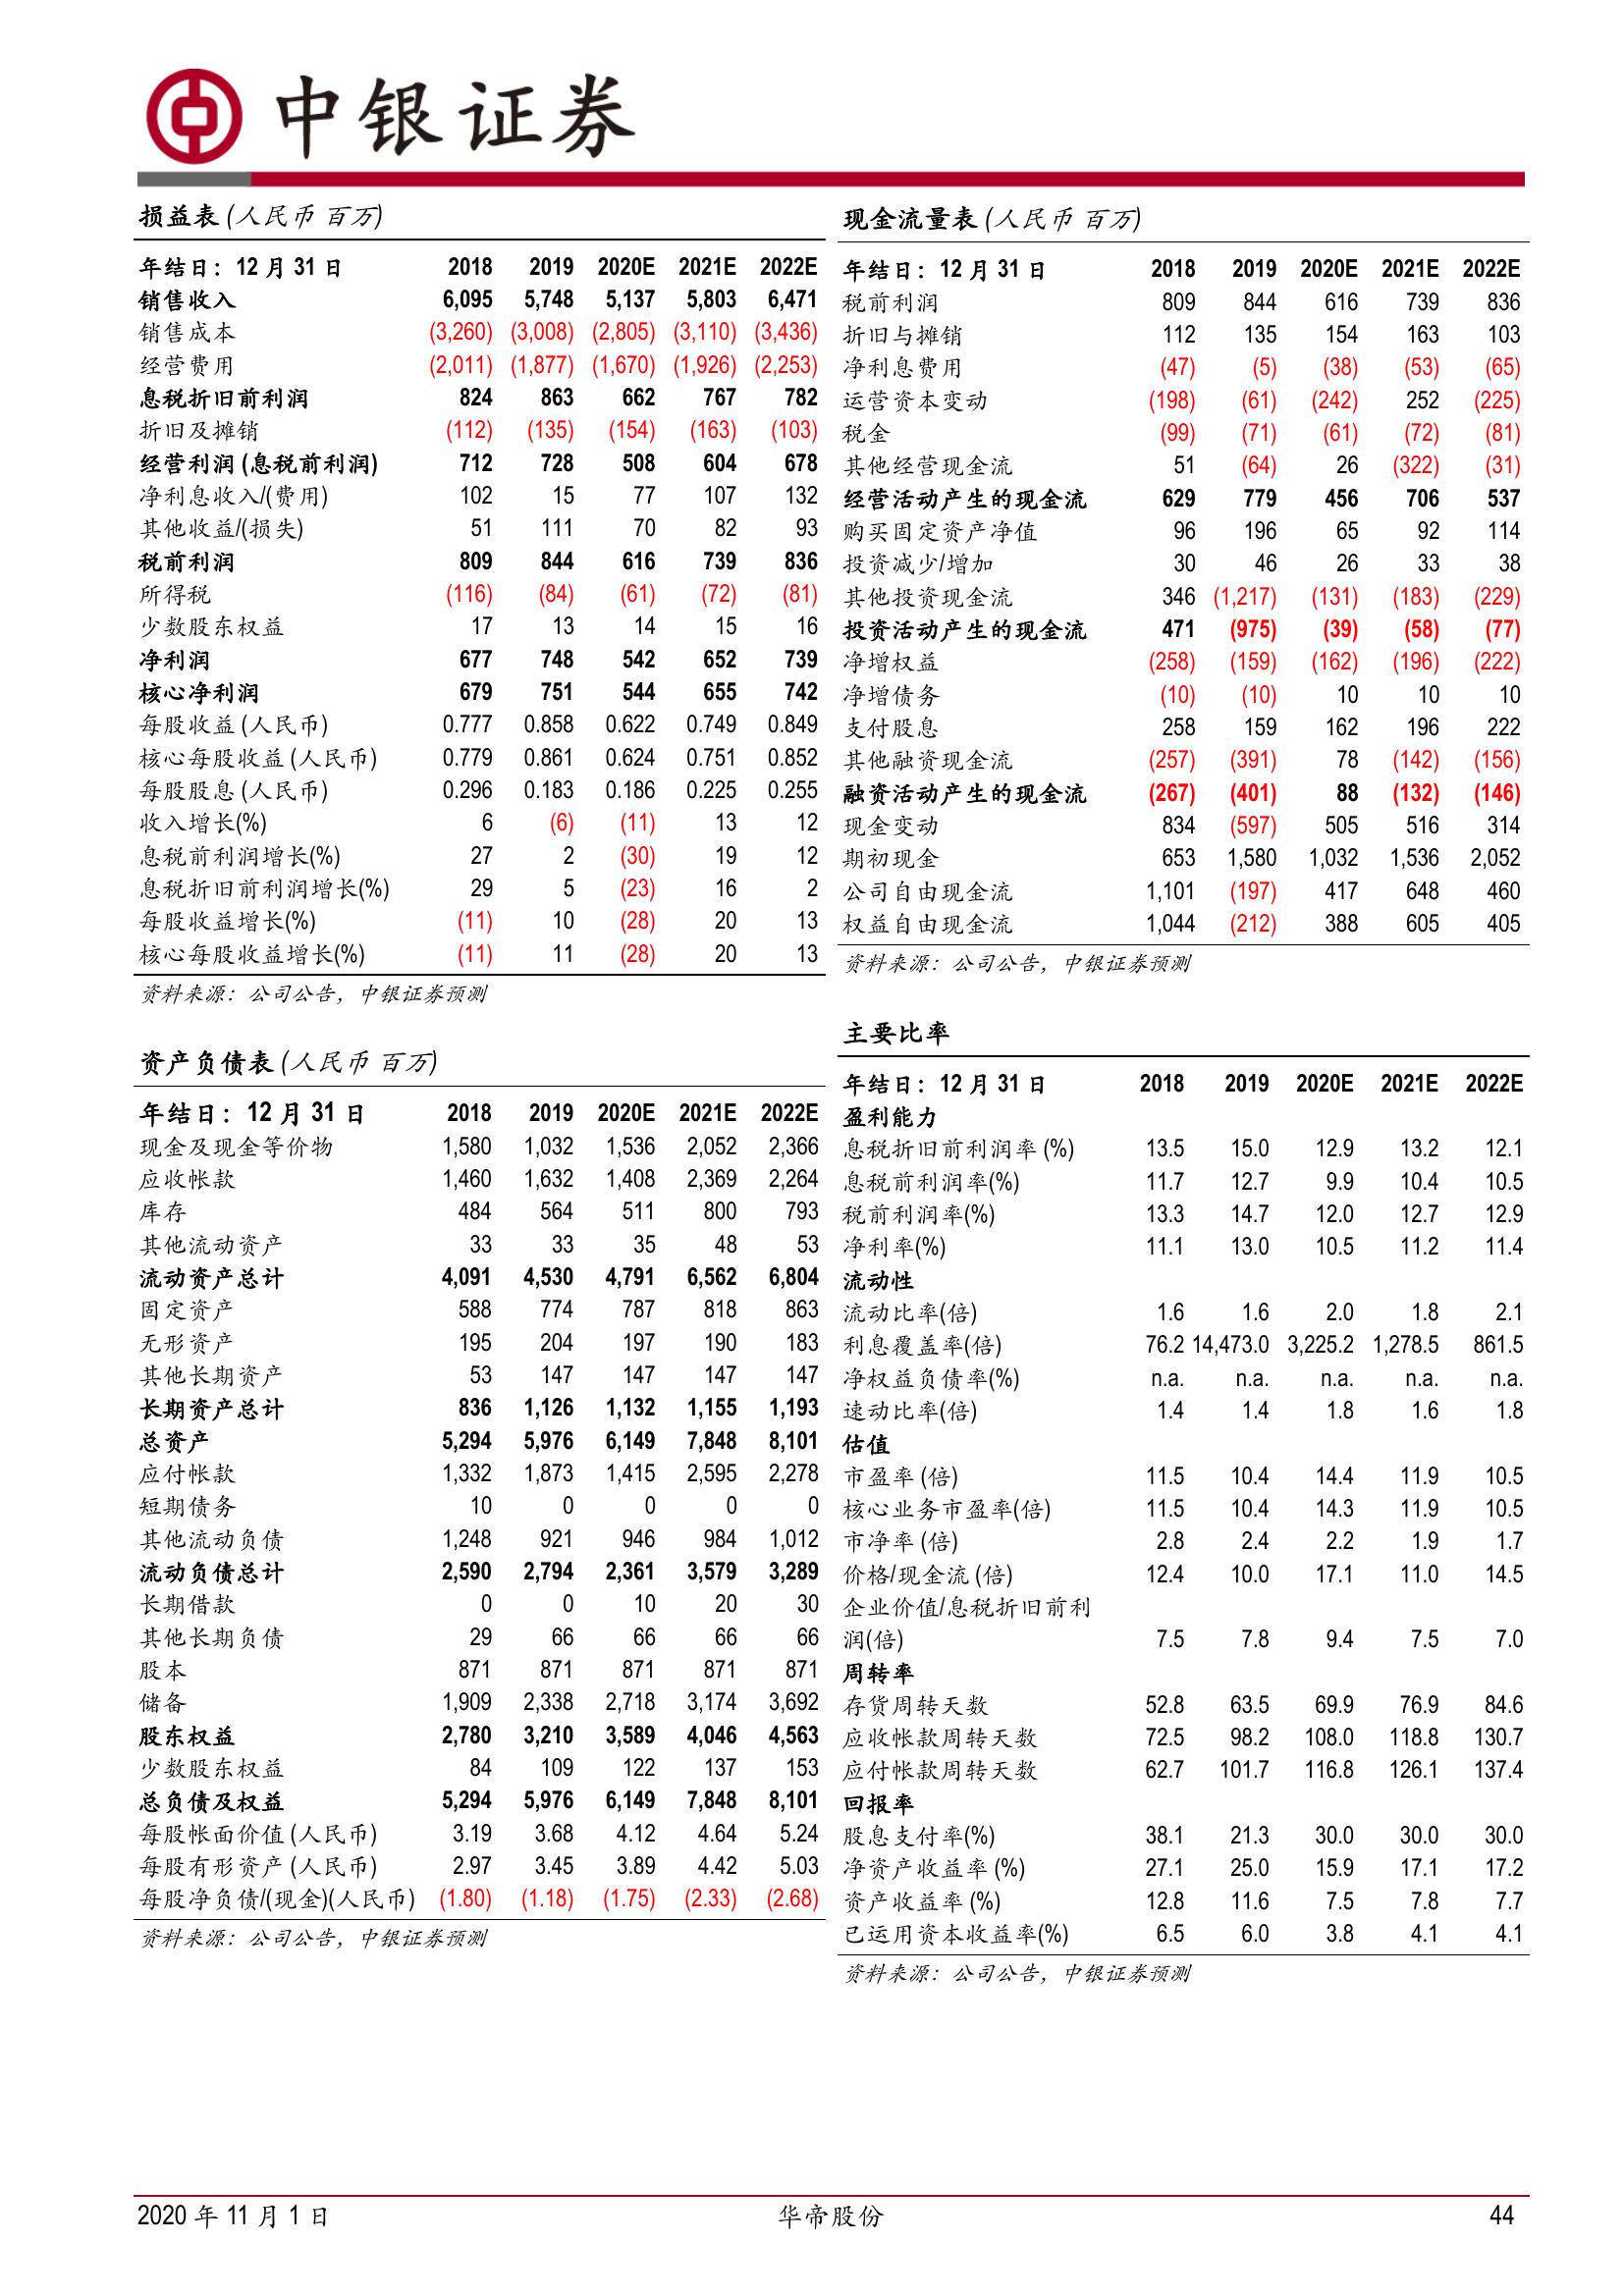 中银证券
损益表 (人民币 百万)
年结日：12 月 31 日 2018 2019 2020E 2021E 2022E
销售收入 6,095 5,748 5,137 5,803 6,471
销售成本 (3,260) (3,008) (2,805) (3,110) (3,436)
经营费用 (2,011) (1,877) (1,670) (1,926) (2,253)
息税折旧前利润 824 863 662 767 782
折旧及摊销 (112) (135) (154) (163) (103)
经营利润 (息税前利润) 712 728 508 604 678
净利息收入/(费用) 102 15 77 107 132
其他收益/(损失) 51 111 70 82 93
税前利润 809 844 616 739 836
所得税 (116) (84) (61) (72) (81)
少数股东权益 17 13 14 15 16
净利润 677 748 542 652 739
核心净利润 679 751 544 655 742
每股收益 (人民币) 0.777 0.858 0.622 0.749 0.849
核心每股收益 (人民币) 0.779 0.861 0.624 0.751 0.852
每股股息 (人民币) 0.296 0.183 0.186 0.225 0.255
收入增长(%) 6 (6) (11) 13 12
息税前利润增长(%) 27 2 (30) 19 12
息税折旧前利润增长(%) 29 5 (23) 16 2
每股收益增长(%) (11) 10 (28) 20 13
核心每股收益增长(%) (11) 11 (28) 20 13
资料来源：公司公告，中银证券预测
资产负债表 (人民币 百万)
年结日：12 月 31 日 2018 2019 2020E 2021E 2022E
现金及现金等价物 1,580 1,032 1,536 2,052 2,366
应收帐款 1,460 1,632 1,408 2,369 2,264
库存 484 564 511 800 793
其他流动资产 33 33 35 48 53
流动资产总计 4,091 4,530 4,791 6,562 6,804
固定资产 588 774 787 818 863
无形资产 195 204 197 190 183
其他长期资产 53 147 147 147 147
长期资产总计 836 1,126 1,132 1,155 1,193
总资产 5,294 5,976 6,149 7,848 8,101
应付帐款 1,332 1,873 1,415 2,595 2,278
短期债务 10 0 0 0 0
其他流动负债 1,248 921 946 984 1,012
流动负债总计 2,590 2,794 2,361 3,579 3,289
长期借款 0 0 10 20 30
其他长期负债 29 66 66 66 66
股本 871 871 871 871 871
储备 1,909 2,338 2,718 3,174 3,692
股东权益 2,780 3,210 3,589 4,046 4,563
少数股东权益 84 109 122 137 153
总负债及权益 5,294 5,976 6,149 7,848 8,101
每股帐面价值 (人民币) 3.19 3.68 4.12 4.64 5.24
每股有形资产 (人民币) 2.97 3.45 3.89 4.42 5.03
每股净负债/(现金)(人民币) (1.80) (1.18) (1.75) (2.33) (2.68)
资料来源：公司公告，中银证券预测
现金流量表 (人民币 百万)
年结日：12 月 31 日 2018 2019 2020E 2021E 2022E
税前利润 809 844 616 739 836
折旧与摊销 112 135 154 163 103
净利息费用 (47) (5) (38) (53) (65)
运营资本变动 (198) (61) (242) 252 (225)
税金 (99) (71) (61) (72) (81)
其他经营现金流 51 (64) 26 (322) (31)
经营活动产生的现金流 629 779 456 706 537
购买固定资产净值 96 196 65 92 114
投资减少/增加 30 46 26 33 38
其他投资现金流 346 (1,217) (131) (183) (229)
投资活动产生的现金流 471 (975) (39) (58) (77)
净增权益 (258) (159) (162) (196) (222)
净增债务 (10) (10) 10 10 10
支付股息 258 159 162 196 222
其他融资现金流 (257) (391) 78 (142) (156)
融资活动产生的现金流 (267) (401) 88 (132) (146)
现金变动 834 (597) 505 516 314
期初现金 653 1,580 1,032 1,536 2,052
公司自由现金流 1,101 (197) 417 648 460
权益自由现金流 1,044 (212) 388 605 405
资料来源：公司公告，中银证券预测
主要比率
年结日：12 月 31 日 2018 2019 2020E 2021E 2022E
盈利能力
息税折旧前利润率 (%) 13.5 15.0 12.9 13.2 12.1
息税前利润率(%) 11.7 12.7 9.9 10.4 10.5
税前利润率(%) 13.3 14.7 12.0 12.7 12.9
净利率(%) 11.1 13.0 10.5 11.2 11.4
流动性
流动比率(倍) 1.6 1.6 2.0 1.8 2.1
利息覆盖率(倍) 76.2 14,473.0 3,225.2 1,278.5 861.5
净权益负债率(%) n.a. n.a. n.a. n.a. n.a.
速动比率(倍) 1.4 1.4 1.8 1.6 1.8
估值
市盈率 (倍) 11.5 10.4 14.4 11.9 10.5
核心业务市盈率(倍) 11.5 10.4 14.3 11.9 10.5
市净率 (倍) 2.8 2.4 2.2 1.9 1.7
价格/现金流 (倍) 12.4 10.0 17.1 11.0 14.5
企业价值/息税折旧前利
润(倍) 7.5 7.8 9.4 7.5 7.0
周转率
存货周转天数 52.8 63.5 69.9 76.9 84.6
应收帐款周转天数 72.5 98.2 108.0 118.8 130.7
应付帐款周转天数 62.7 101.7 116.8 126.1 137.4
回报率
股息支付率(%) 38.1 21.3 30.0 30.0 30.0
净资产收益率 (%) 27.1 25.0 15.9 17.1 17.2
资产收益率 (%) 12.8 11.6 7.5 7.8 7.7
已运用资本收益率(%) 6.5 6.0 3.8 4.1 4.1
资料来源：公司公告，中银证券预测
2020 年 11 月 1 日 华帝股份 44